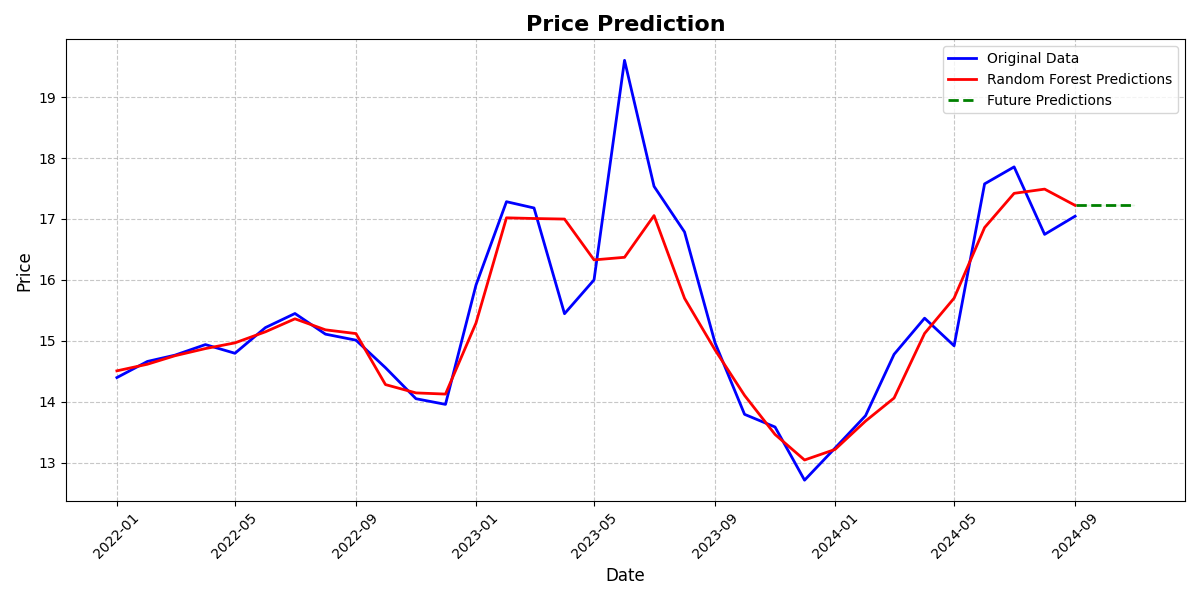 Price Prediction
Original Data
Random Forest Predictions
Future Predictions
Price
19
18
17
16
15
14
13
2022-01
2022-05
2022-09
2023-01
2023-05
2023-09
2024-01
2024-05
2024-09
Date